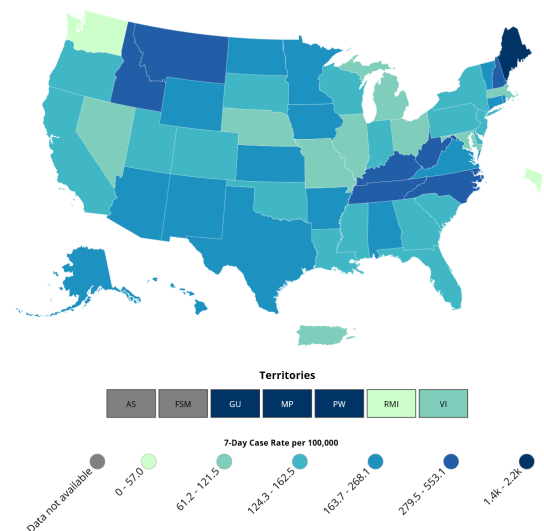 Territories
AS FSM GU MP PW RMI VI
7-Day Case Rate per 100,000
Data not available
0 - 57.0
61.2 - 121.5
124.3 - 162.5
163.7 - 268.1
279.5 - 553.1
1.4k - 2.2k